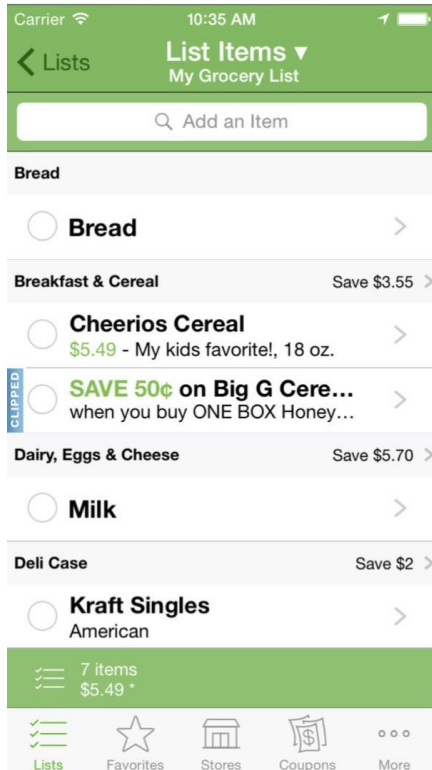 Carrier 10:35 AM
Lists
List Items ▾
My Grocery List
Add an Item
Bread
Bread
Breakfast & Cereal Save $3.55
Cheerios Cereal
$5.49 - My kids favorite!, 18 oz.
CLIPPED
SAVE 50¢ on Big G Cere...
when you buy ONE BOX Honey...
Dairy, Eggs & Cheese Save $5.70
Milk
Deli Case Save $2
Kraft Singles
American
7 items
$5.49 *
Lists Favorites Stores Coupons More